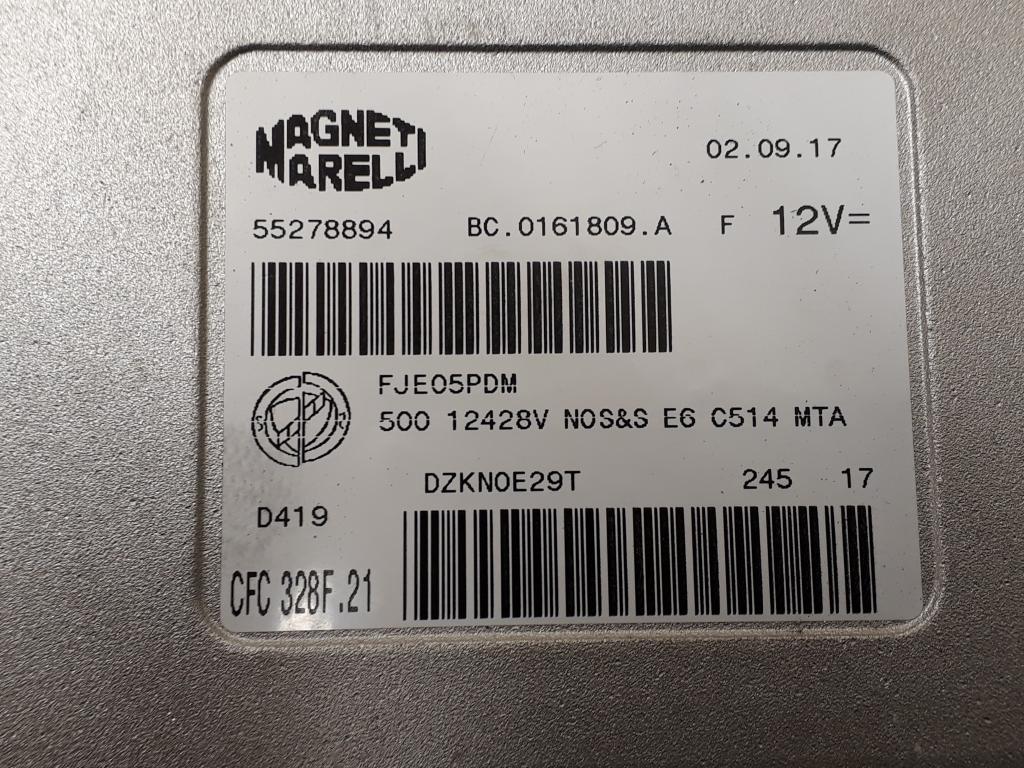 MAGNETI
MARELLI
02.09.17
55278894 BC.0161809.A F 12V=
FJE05PDM
500 12428V NOS&S E6 C514 MTA
DZKN0E29T 245 17
D419
CFC 328F.21